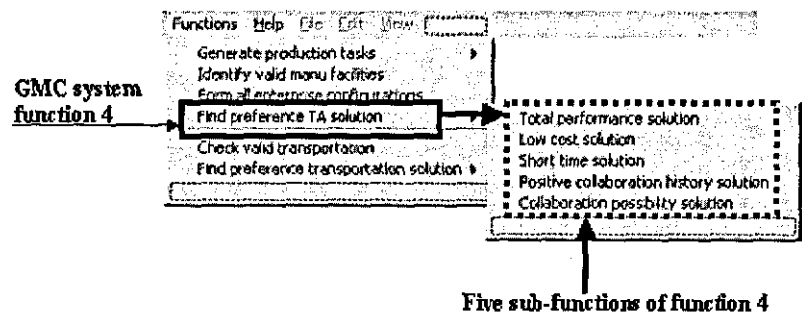 Functions Help File Edit View
Generate production tasks
Identify valid manu facilities
Form all enterprise configurations
GMC system
function 4
Find preference TA solution
Check valid transportation
Find preference transportation solution
Total performance solution
Low cost solution
Short time solution
Positive collaboration history solution
Collaboration possiblity solution
Five sub-functions of function 4